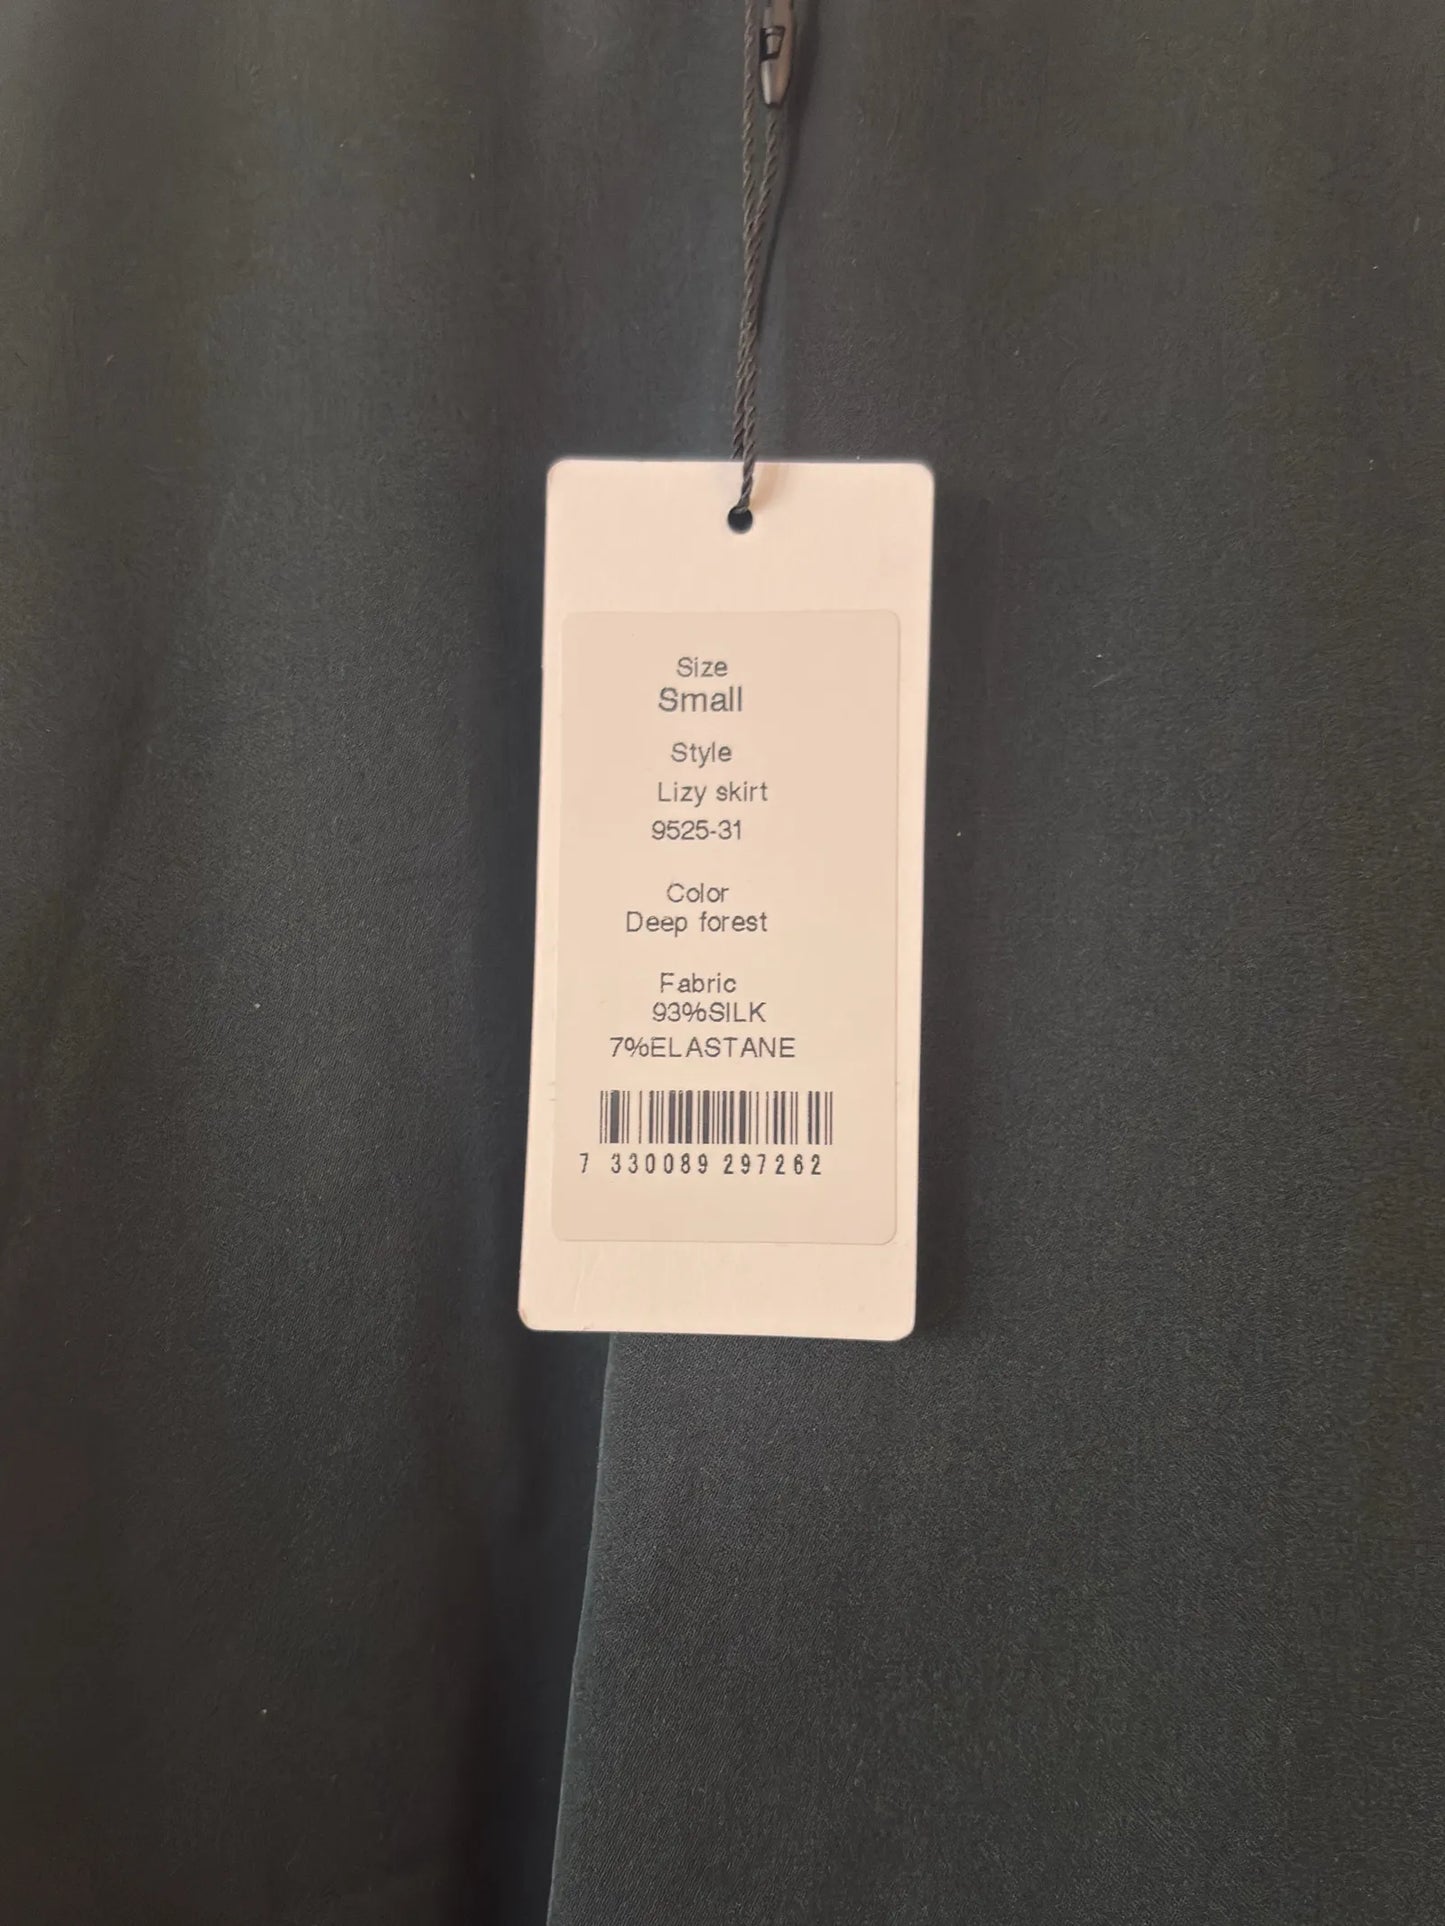 Size
Small
Style
Lizy skirt
9525-31
Color
Deep forest
Fabric
93%SILK
7%ELASTANE
7 330089 297262